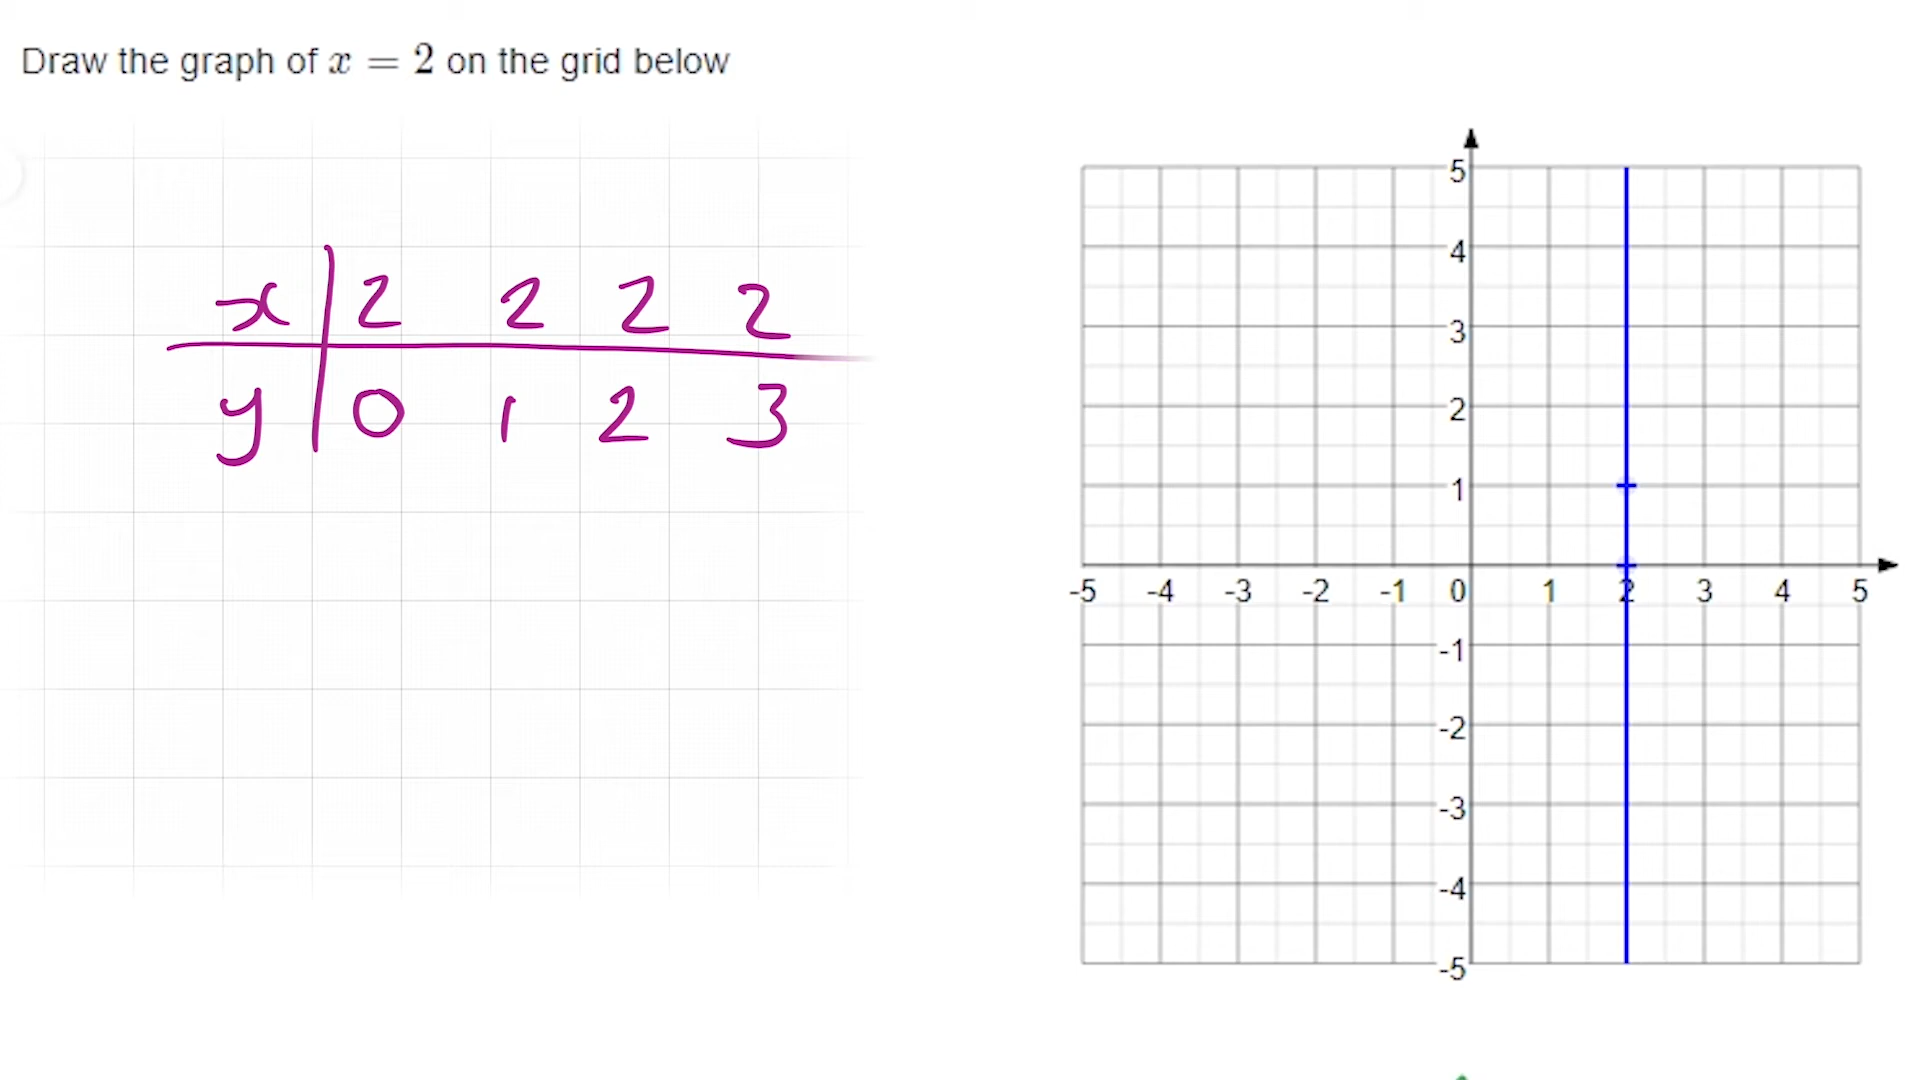 Draw the graph of x = 2 on the grid below
x 2 2 2 2
y 0 1 2 3
5
4
3
2
1
-5 -4 -3 -2 -1 0 1 2 3 4 5
-1
-2
-3
-4
-5